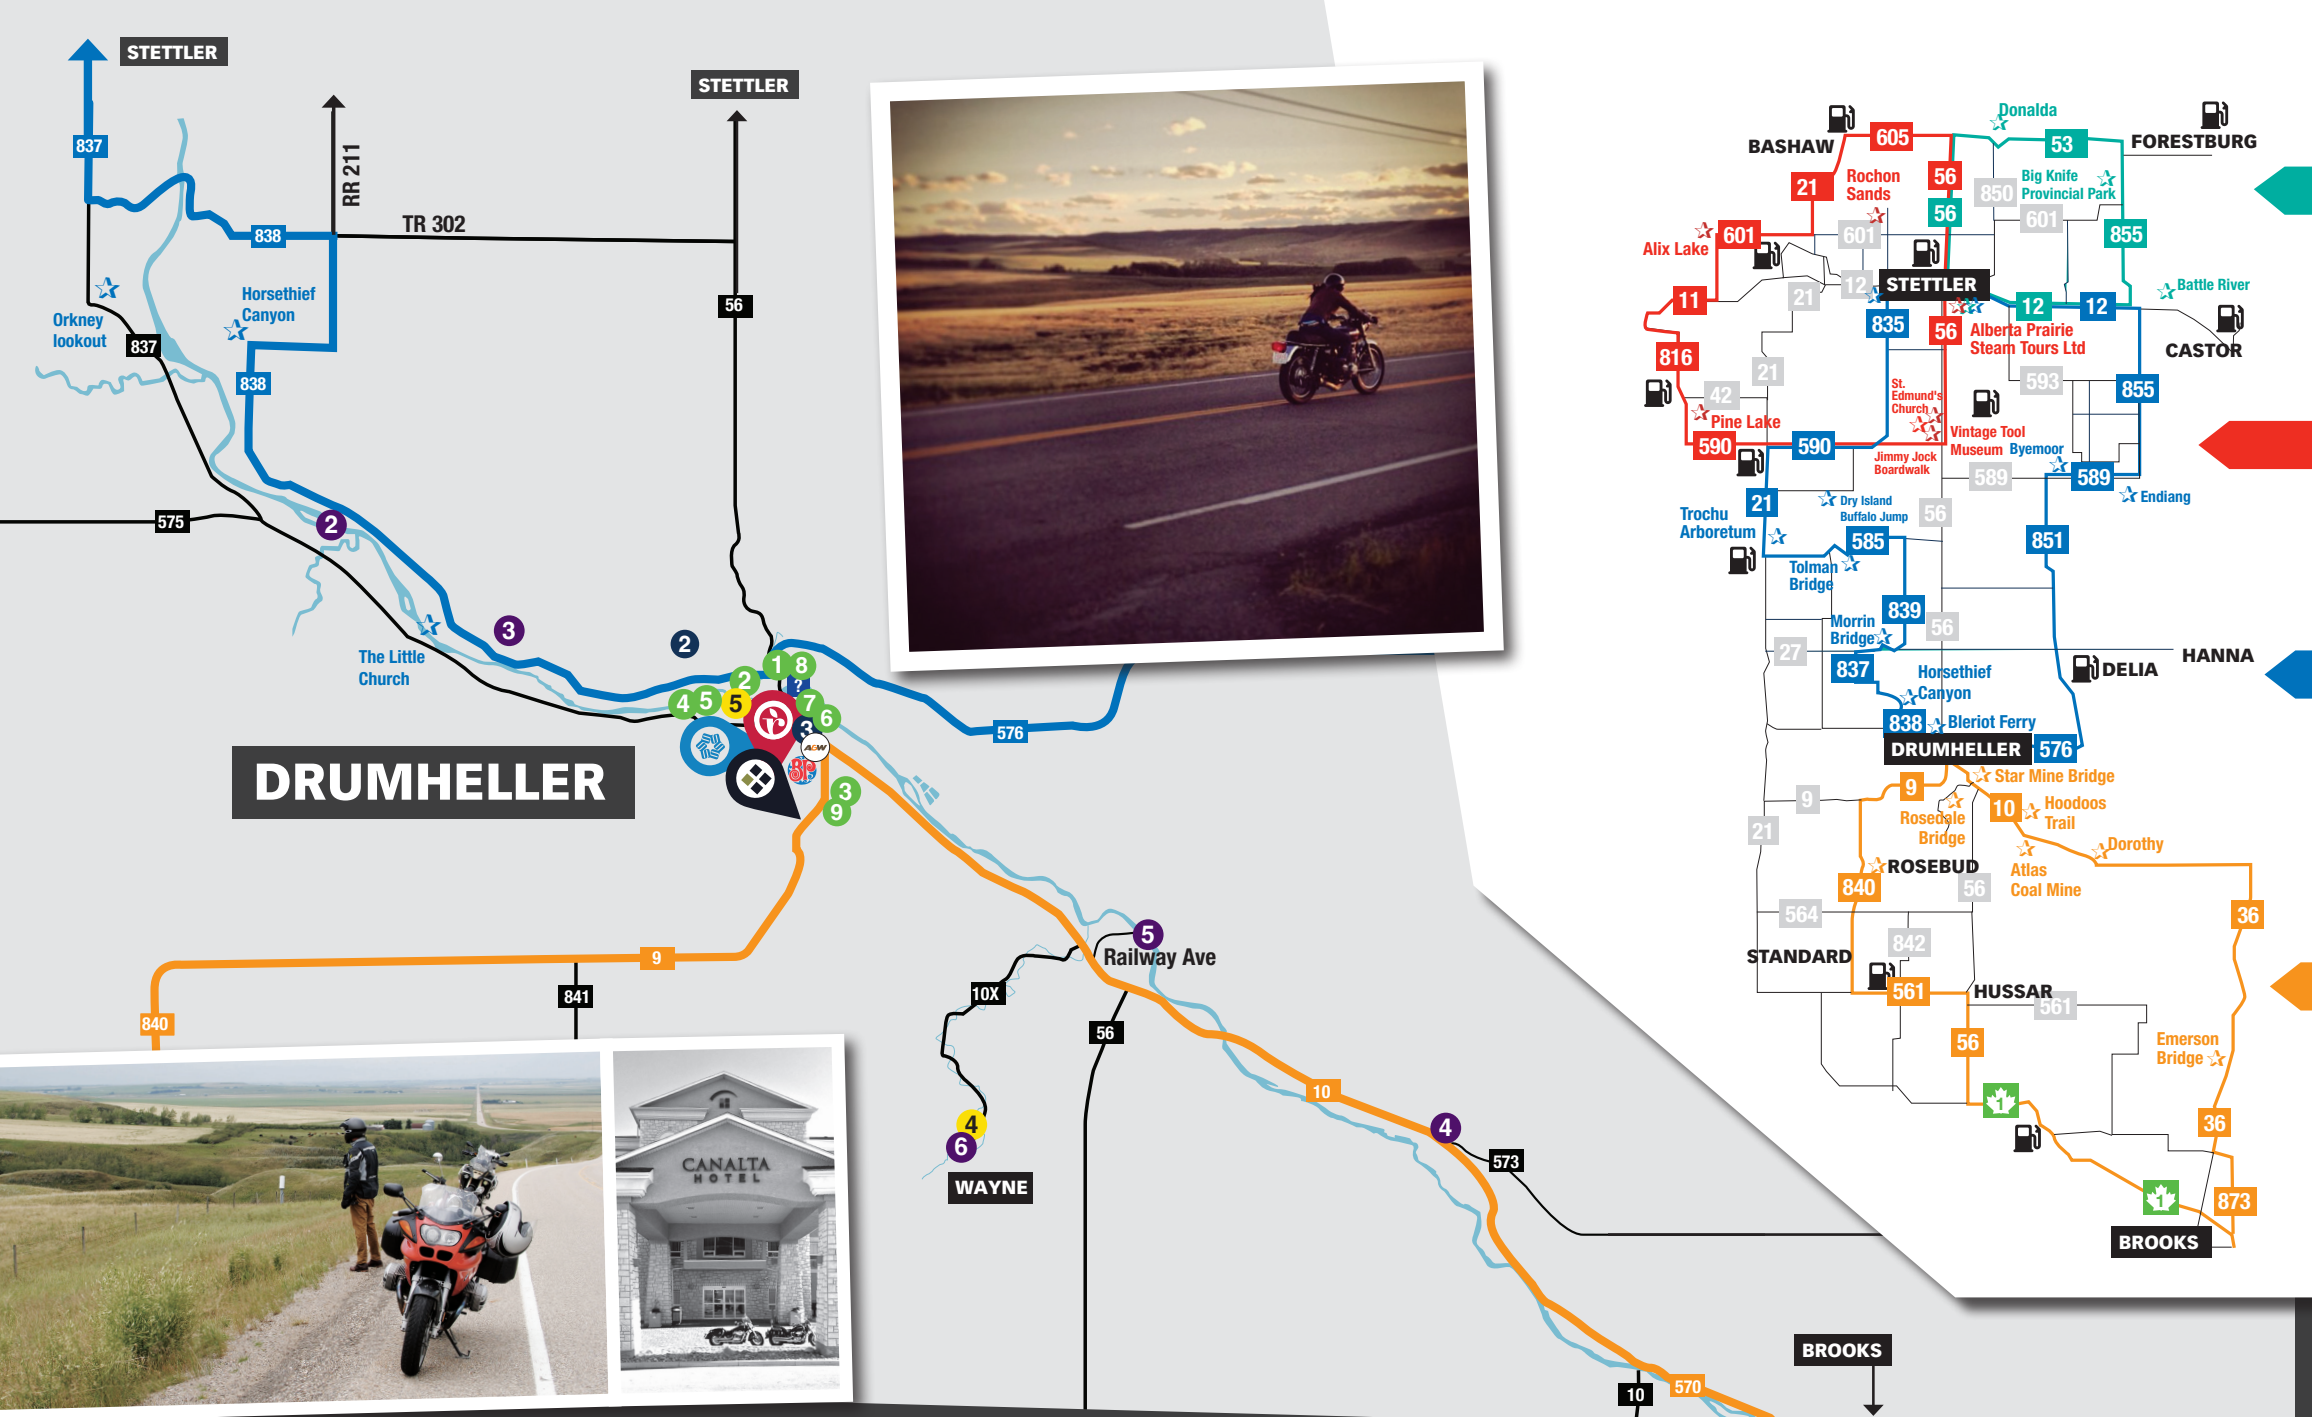 STETTLER
837
RR 211
838
TR 302
STETTLER
56
Orkney
lookout
837
Horsethief
Canyon
838
575
2
3
The Little
Church
2
1
8
?
2
4
5
5
7
6
3
A&W
BP
3
9
576
DRUMHELLER
9
841
840
5
Railway Ave
10X
56
4
6
WAYNE
10
4
573
CANALTA
HOTEL
BROOKS
10
570
Donalda
BASHAW
605
53
FORESTBURG
21
Rochon
Sands
56
850
Big Knife
Provincial Park
56
601
Alix Lake
601
601
855
12
STETTLER
Battle River
11
21
12
12
835
56
Alberta Prairie
Steam Tours Ltd
CASTOR
816
21
593
855
42
St.
Edmund's
Church
Pine Lake
Vintage Tool
Museum
Byemoor
590
590
Jimmy Jock
Boardwalk
589
589
Endiang
21
Dry Island
Buffalo Jump
56
Trochu
Arboretum
585
851
Tolman
Bridge
839
Morrin
Bridge
56
27
HANNA
837
DELIA
Horsethief
Canyon
838
Bleriot Ferry
DRUMHELLER
576
Star Mine Bridge
9
9
10
Hoodoos
Trail
Rosedale
Bridge
21
Dorothy
ROSEBUD
Atlas
Coal Mine
840
56
564
36
842
STANDARD
561
HUSSAR
561
56
Emerson
Bridge
1
36
1
873
BROOKS